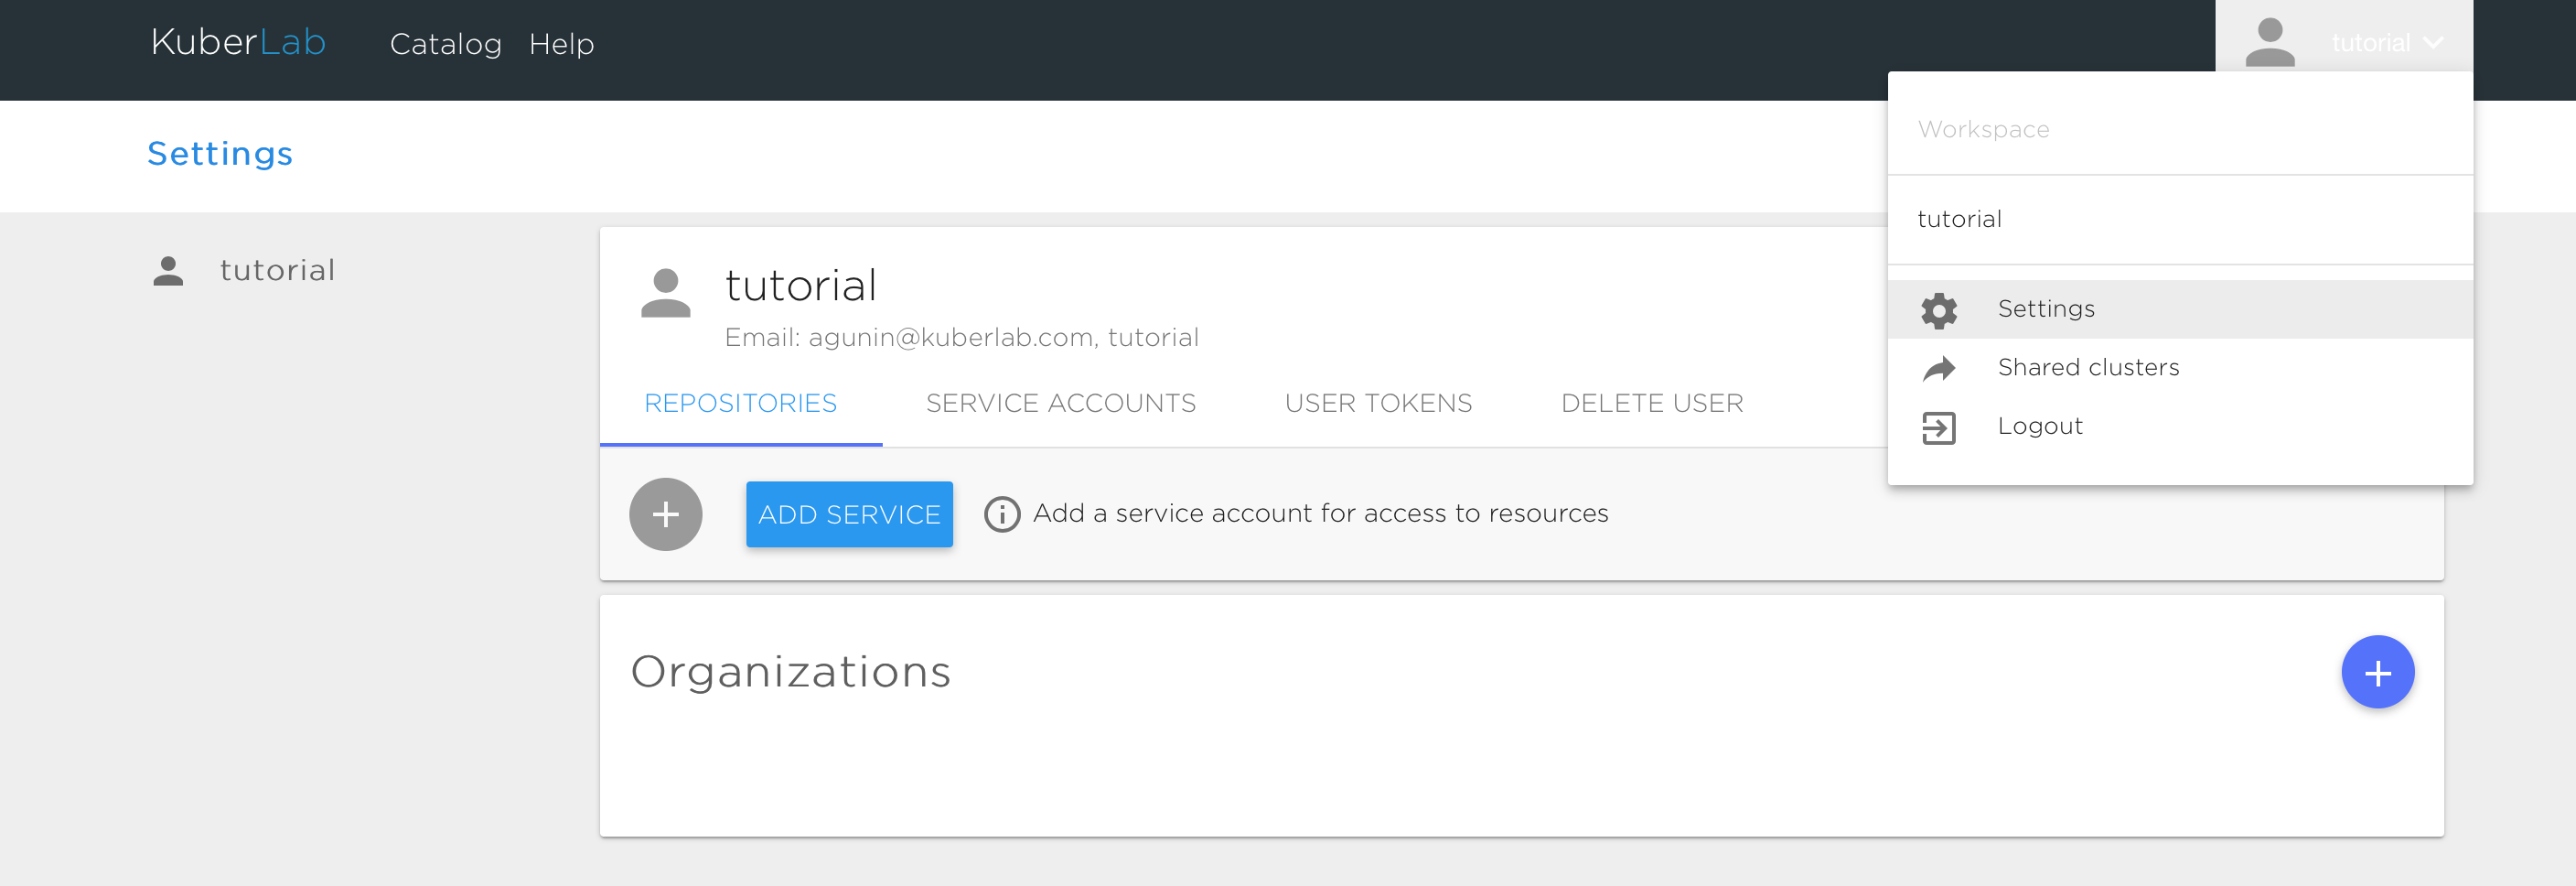 KuberLab Catalog Help tutorial
Workspace
Settings
tutorial
tutorial
tutorial
Email: agunin@kuberlab.com, tutorial
Settings
Shared clusters
Logout
REPOSITORIES SERVICE ACCOUNTS USER TOKENS DELETE USER
ADD SERVICE Add a service account for access to resources
Organizations